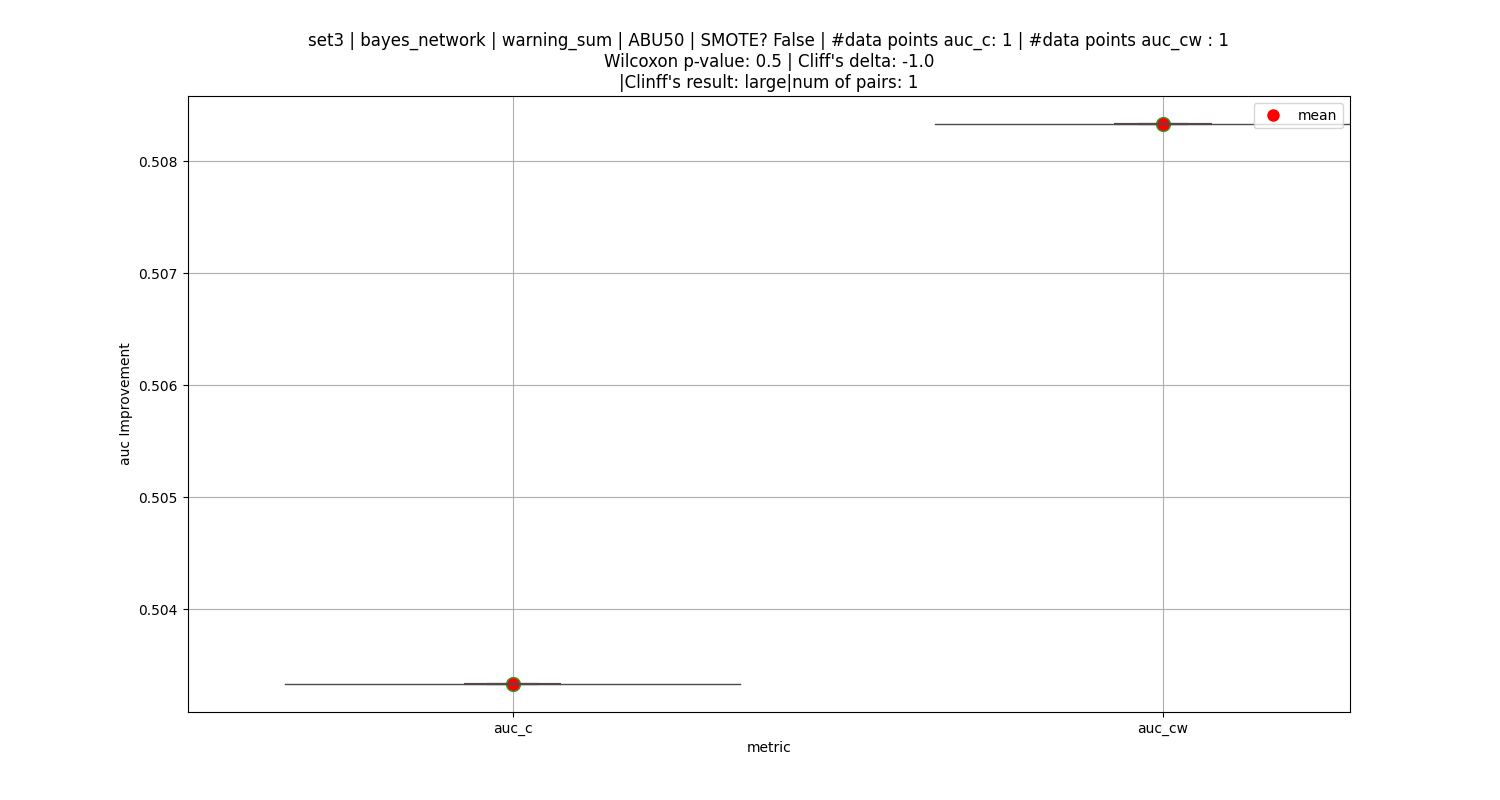 set3 | bayes_network | warning_sum | ABU50 | SMOTE? False | #data points auc_c: 1 | #data points auc_cw : 1
Wilcoxon p-value: 0.5 | Cliff's delta: -1.0
|Clinff's result: large|num of pairs: 1
mean
0.508
0.507
0.506
0.505
0.504
auc Improvement
auc_c
auc_cw
metric